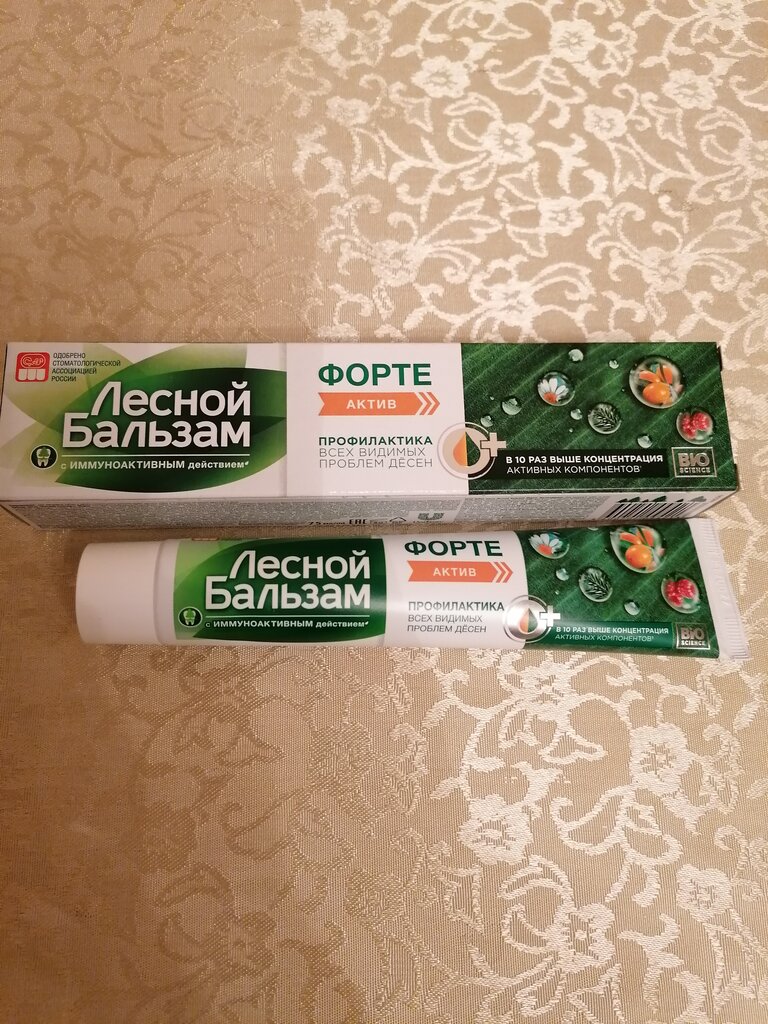 ОДОБРЕНО
СТОМАТОЛОГИЧЕСКОЙ
АССОЦИАЦИЕЙ
РОССИИ
Лесной
Бальзам
с ИММУНОАКТИВНЫМ действием
ФОРТЕ
АКТИВ
ПРОФИЛАКТИКА
ВСЕХ ВИДИМЫХ
ПРОБЛЕМ ДЁСЕН
В 10 РАЗ ВЫШЕ КОНЦЕНТРАЦИЯ
АКТИВНЫХ КОМПОНЕНТОВ
BIO
SCIENCE
Лесной
Бальзам
с ИММУНОАКТИВНЫМ действием
ФОРТЕ
АКТИВ
ПРОФИЛАКТИКА
ВСЕХ ВИДИМЫХ
ПРОБЛЕМ ДЁСЕН
В 10 РАЗ ВЫШЕ КОНЦЕНТРАЦИЯ
АКТИВНЫХ КОМПОНЕНТОВ
BIO
SCIENCE